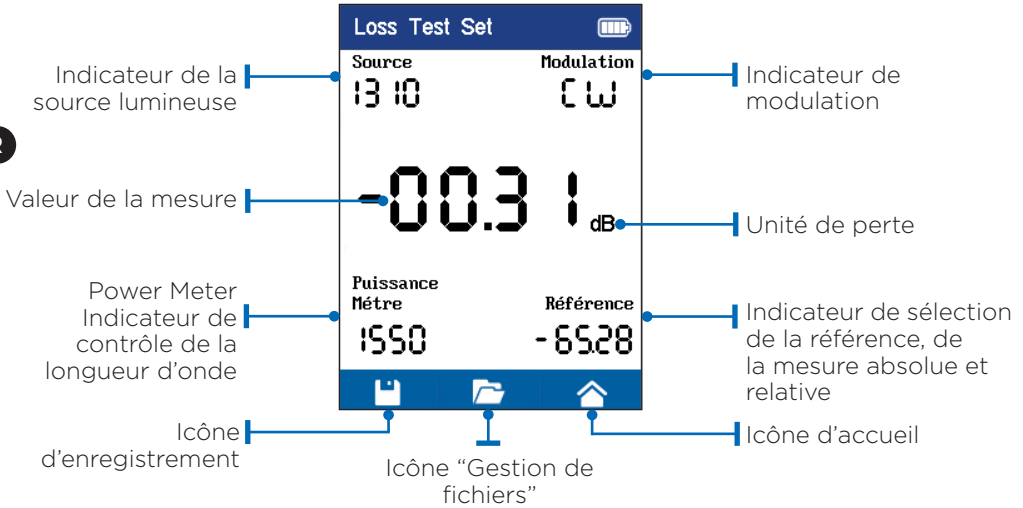 Loss Test Set
Source
1310
Modulation
CW
Indicateur de la
source lumineuse
Indicateur de
modulation
Valeur de la mesure
-00.31
dB
Unité de perte
Power Meter
Indicateur de
contrôle de la
longueur d'onde
Puissance
Métre
1550
Référence
-65.28
Indicateur de sélection
de la référence, de
la mesure absolue et
relative
Icône
d'enregistrement
Icône “Gestion de
fichiers”
Icône d’accueil